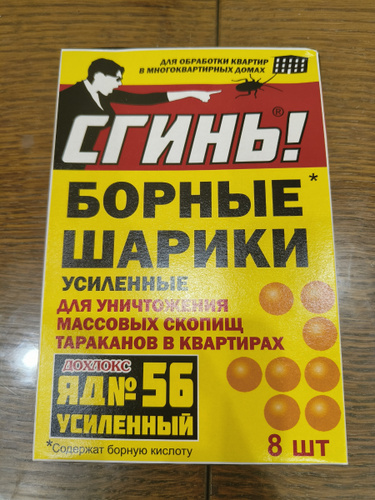 ДЛЯ ОБРАБОТКИ КВАРТИР
В МНОГОКВАРТИРНЫХ ДОМАХ
СГИНЬ!®
БОРНЫЕ*
ШАРИКИ
УСИЛЕННЫЕ
ДЛЯ УНИЧТОЖЕНИЯ
МАССОВЫХ СКОПИЩ
ТАРАКАНОВ В КВАРТИРАХ
ДОХЛОКС
ЯД№56
УСИЛЕННЫЙ
*Содержат борную кислоту
8 ШТ